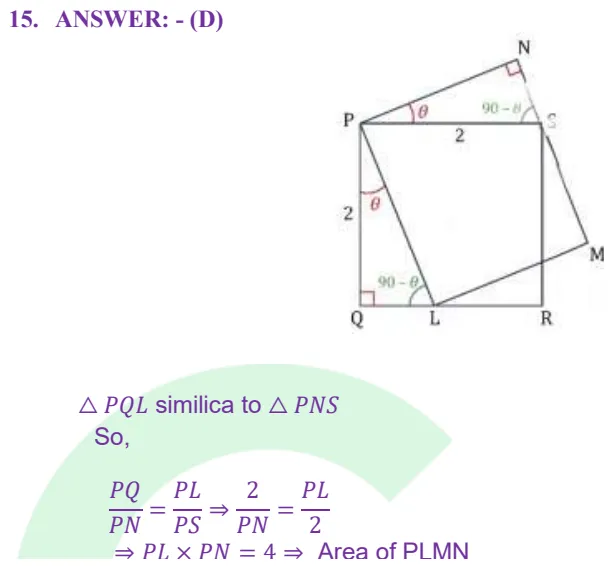 15. ANSWER: - (D)
N
θ
90 - θ
P
S
2
2
θ
M
90 - θ
Q
L
R
△ PQL similica to △ PNS
So,
PQ/PN = PL/PS ⇒ 2/PN = PL/2
⇒ PL × PN = 4 ⇒ Area of PLMN